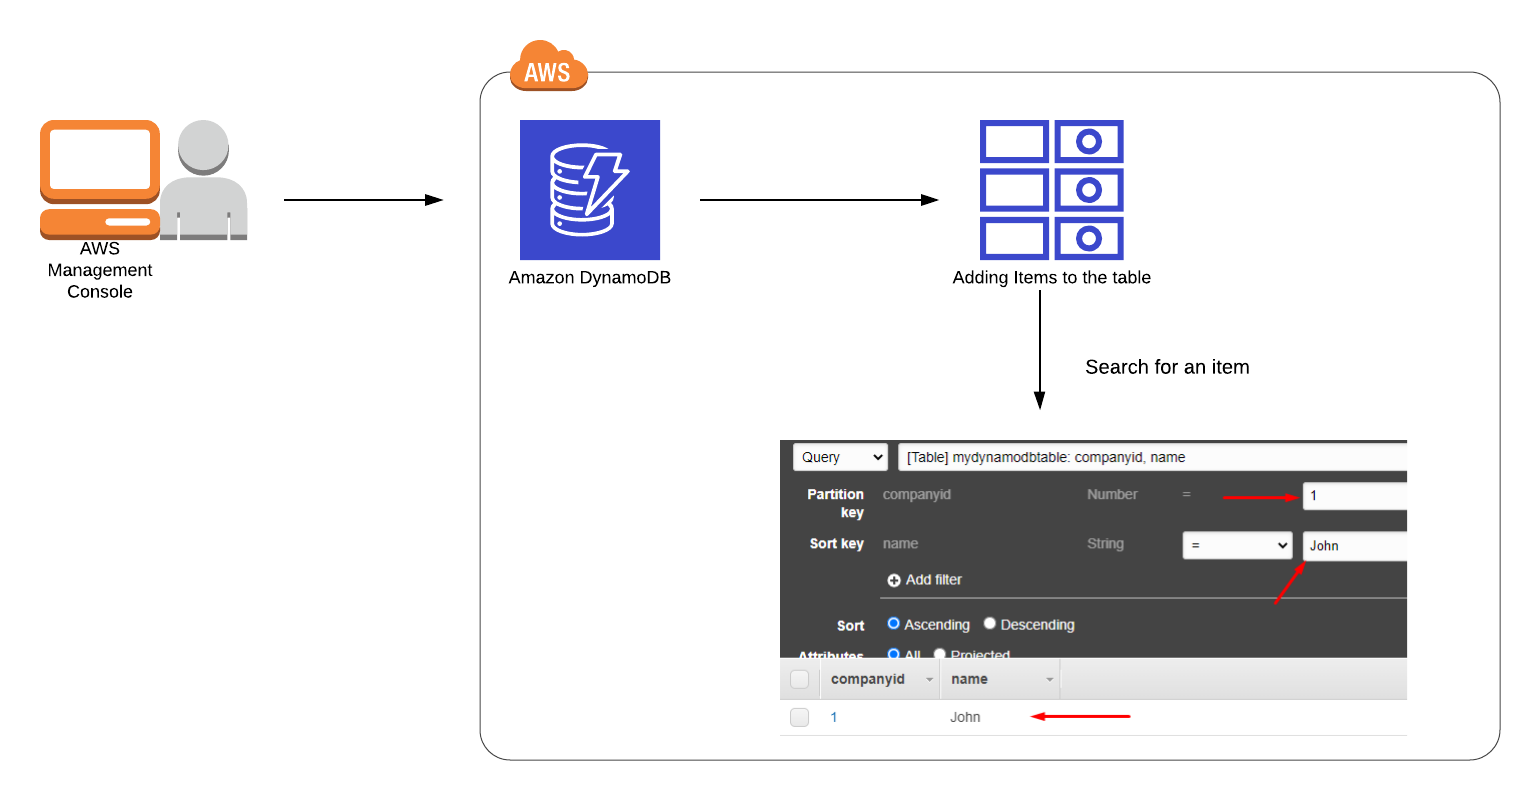 AWS
AWS
Management
Console
Amazon DynamoDB
Adding Items to the table
Search for an item
Query [Table] mydynamodbtable: companyid, name
Partition key companyid Number = 1
Sort key name String = John
Add filter
Sort Ascending Descending
Attributes All Projected
companyid name
1 John